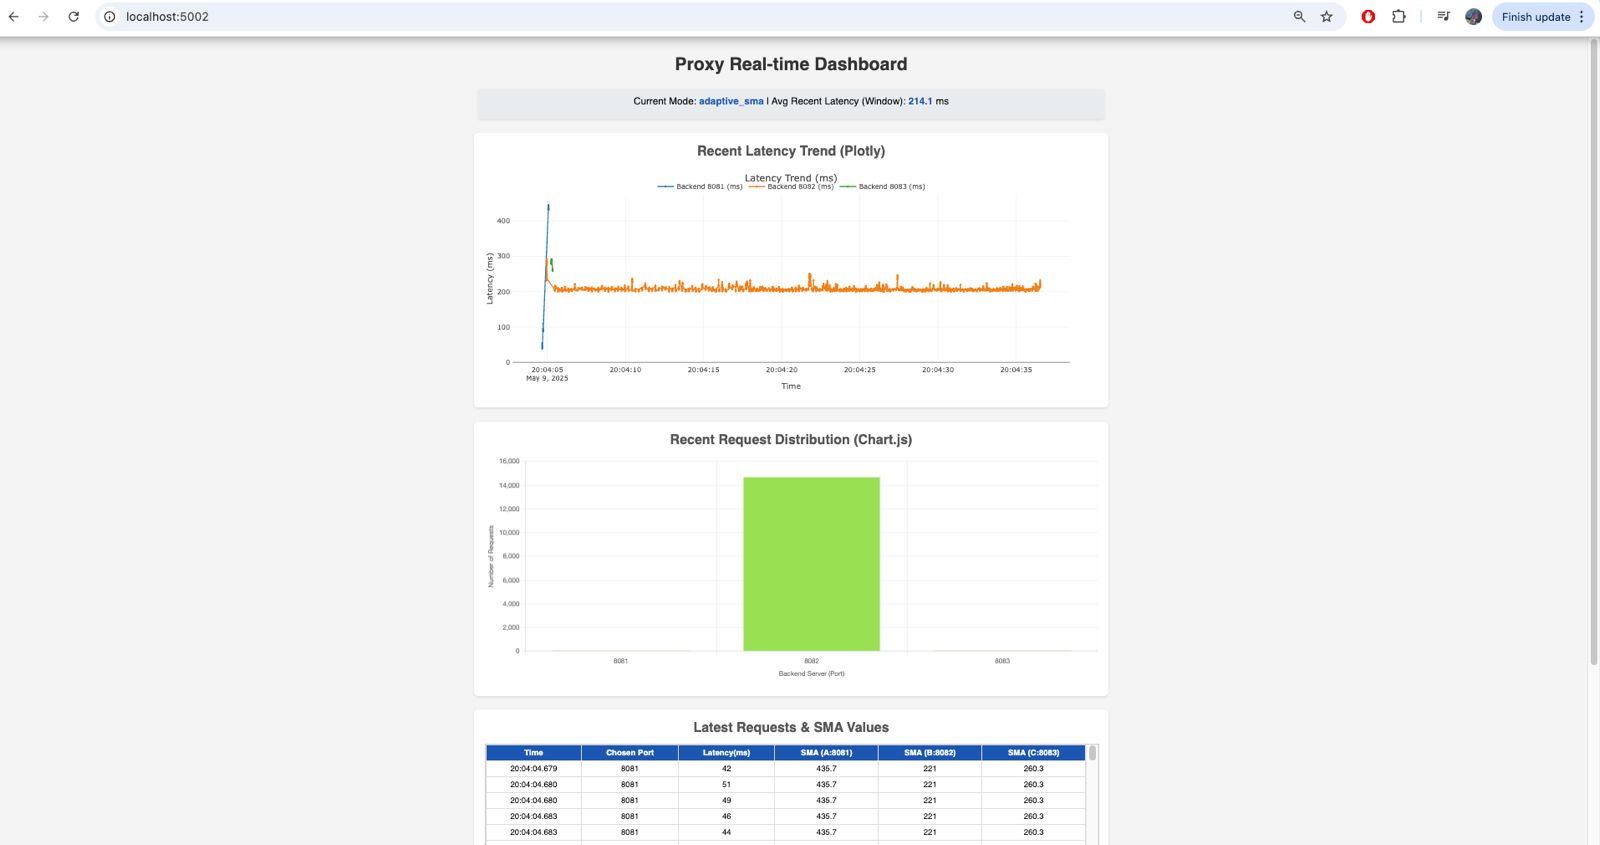 localhost:5002
Finish update
Proxy Real-time Dashboard
Current Mode: adaptive_sma | Avg Recent Latency (Window): 214.1 ms
Recent Latency Trend (Plotly)
Latency Trend (ms)
Backend 8081 (ms) Backend 8082 (ms) Backend 8083 (ms)
Latency (ms)
400
300
200
100
0
20:04:05 20:04:10 20:04:15 20:04:20 20:04:25 20:04:30 20:04:35
May 9, 2025
Time
Recent Request Distribution (Chart.js)
Number of Requests
16,000
14,000
12,000
10,000
8,000
6,000
4,000
2,000
0
8081 8082 8083
Backend Server (Port)
Latest Requests & SMA Values
Time Chosen Port Latency(ms) SMA (A:8081) SMA (B:8082) SMA (C:8083)
20:04:04.679 8081 42 435.7 221 260.3
20:04:04.680 8081 51 435.7 221 260.3
20:04:04.680 8081 49 435.7 221 260.3
20:04:04.683 8081 46 435.7 221 260.3
20:04:04.683 8081 44 435.7 221 260.3